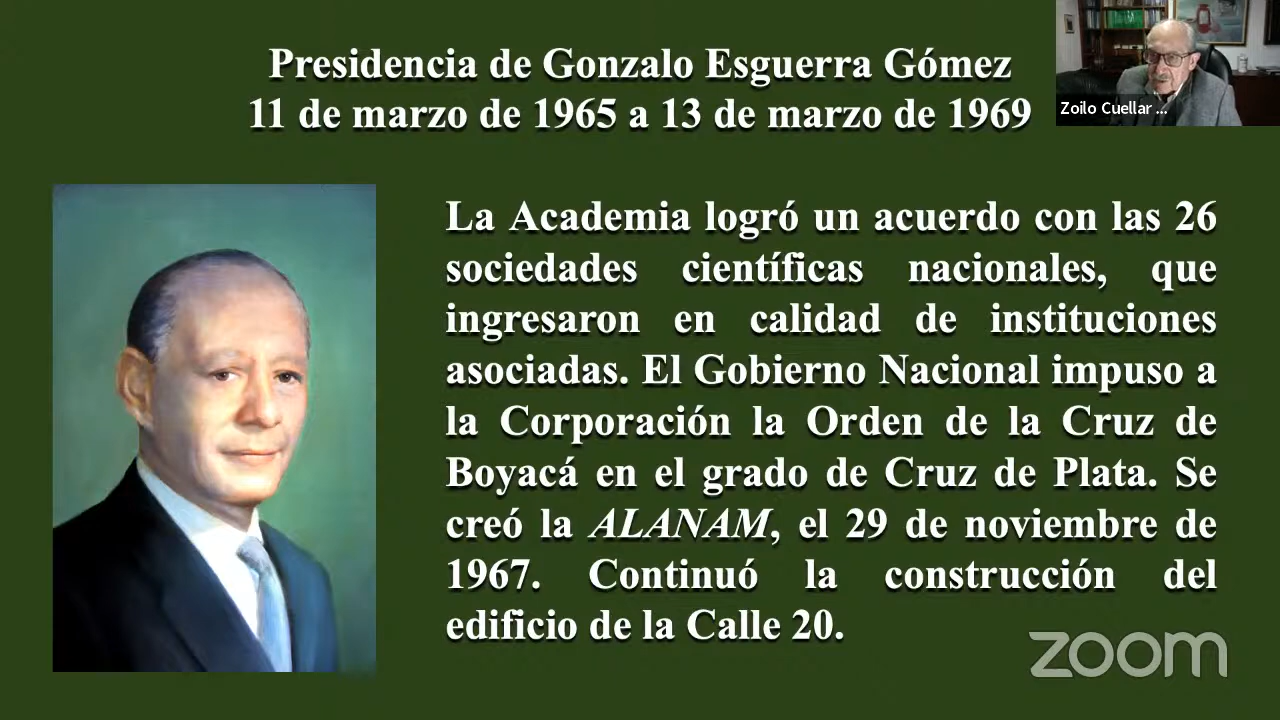 Presidencia de Gonzalo Esguerra Gómez
11 de marzo de 1965 a 13 de marzo de 1969
Zoilo Cuellar ...
La Academia logró un acuerdo con las 26
sociedades científicas nacionales, que
ingresaron en calidad de instituciones
asociadas. El Gobierno Nacional impuso a
la Corporación la Orden de la Cruz de
Boyacá en el grado de Cruz de Plata. Se
creó la ALANAM, el 29 de noviembre de
1967. Continuó la construcción del
edificio de la Calle 20.
zoom